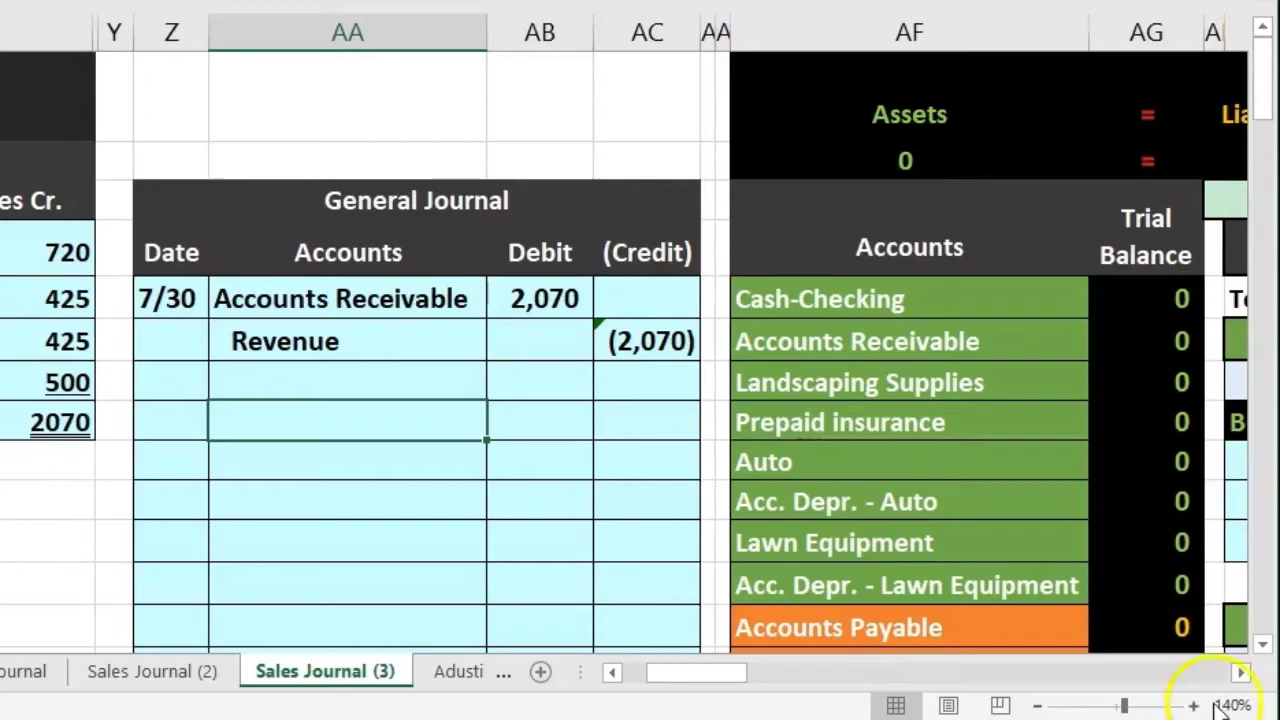 Y Z AA AB AC AF AG
Assets =
0 =
es Cr. General Journal
Date Accounts Debit (Credit) Accounts Trial Balance
720
425 7/30 Accounts Receivable 2,070 Cash-Checking 0
425 Revenue (2,070) Accounts Receivable 0
500 Landscaping Supplies 0
2070 Prepaid insurance 0
Auto 0
Acc. Depr. - Auto 0
Lawn Equipment 0
Acc. Depr. - Lawn Equipment 0
Accounts Payable 0
ournal Sales Journal (2) Sales Journal (3) Adusti ...
140%